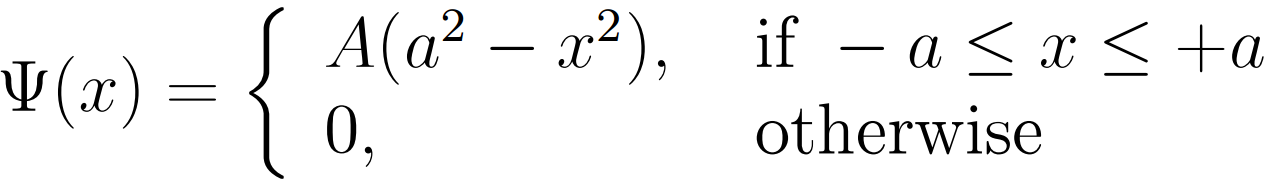 Ψ(x) = { A(a² − x²), if − a ≤ x ≤ +a
0, otherwise